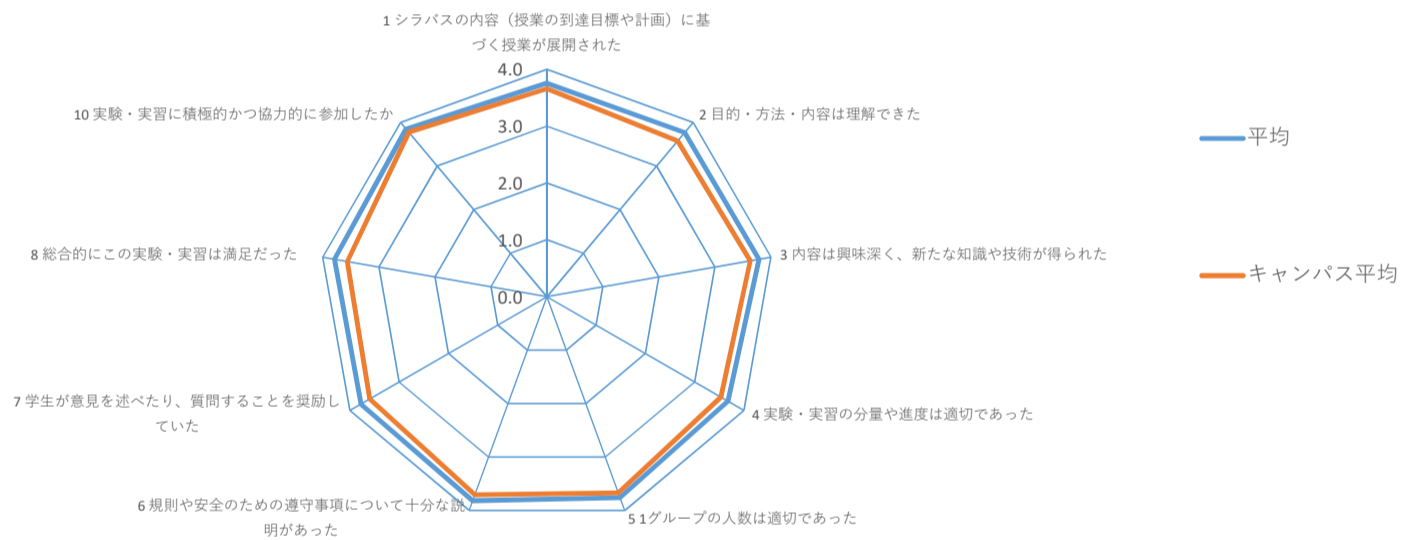 1 シラバスの内容（授業の到達目標や計画）に基
づく授業が展開された
4.0
3.0
2.0
1.0
0.0
2 目的・方法・内容は理解できた
3 内容は興味深く、新たな知識や技術が得られた
4 実験・実習の分量や進度は適切であった
5 1グループの人数は適切であった
6 規則や安全のための遵守事項について十分な説
明があった
7 学生が意見を述べたり、質問することを奨励し
ていた
8 総合的にこの実験・実習は満足だった
10 実験・実習に積極的かつ協力的に参加したか
平均
キャンパス平均